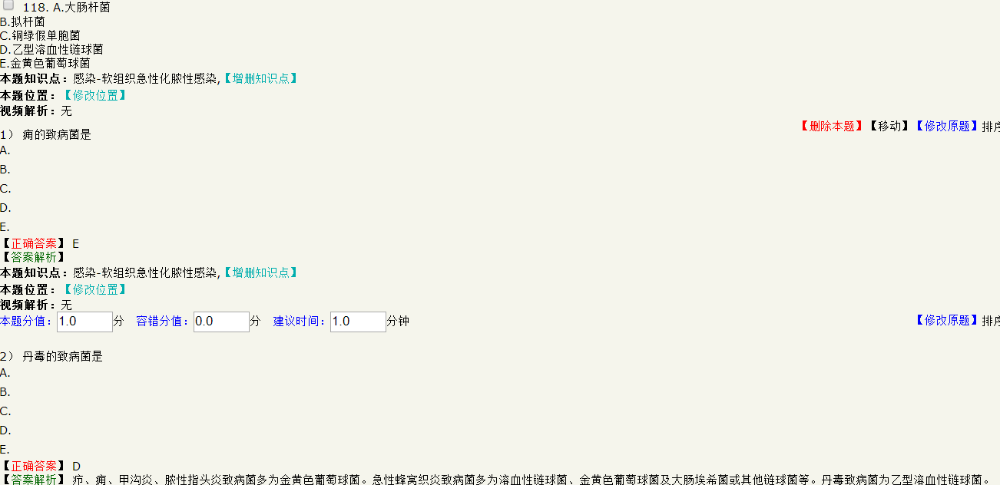 118. A.大肠杆菌
B.拟杆菌
C.铜绿假单胞菌
D.乙型溶血性链球菌
E.金黄色葡萄球菌
本题知识点：感染-软组织急性化脓性感染,【增删知识点】
本题位置：【修改位置】
视频解析：无
【删除本题】【移动】【修改原题】排序
1） 痈的致病菌是
A.
B.
C.
D.
E.
【正确答案】 E
【答案解析】
本题知识点：感染-软组织急性化脓性感染,【增删知识点】
本题位置：【修改位置】
视频解析：无
本题分值：1.0分 容错分值：0.0分 建议时间：1.0分钟 【修改原题】排序
2） 丹毒的致病菌是
A.
B.
C.
D.
E.
【正确答案】 D
【答案解析】 疖、痈、甲沟炎、脓性指头炎致病菌多为金黄色葡萄球菌。急性蜂窝织炎致病菌多为溶血性链球菌、金黄色葡萄球菌及大肠埃希菌或其他链球菌等。丹毒致病菌为乙型溶血性链球菌。